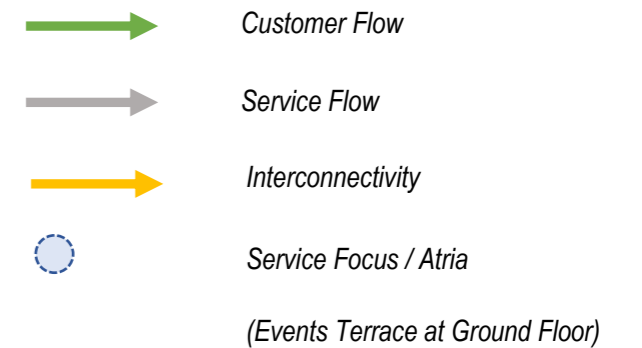 Customer Flow
Service Flow
Interconnectivity
Service Focus / Atria
(Events Terrace at Ground Floor)